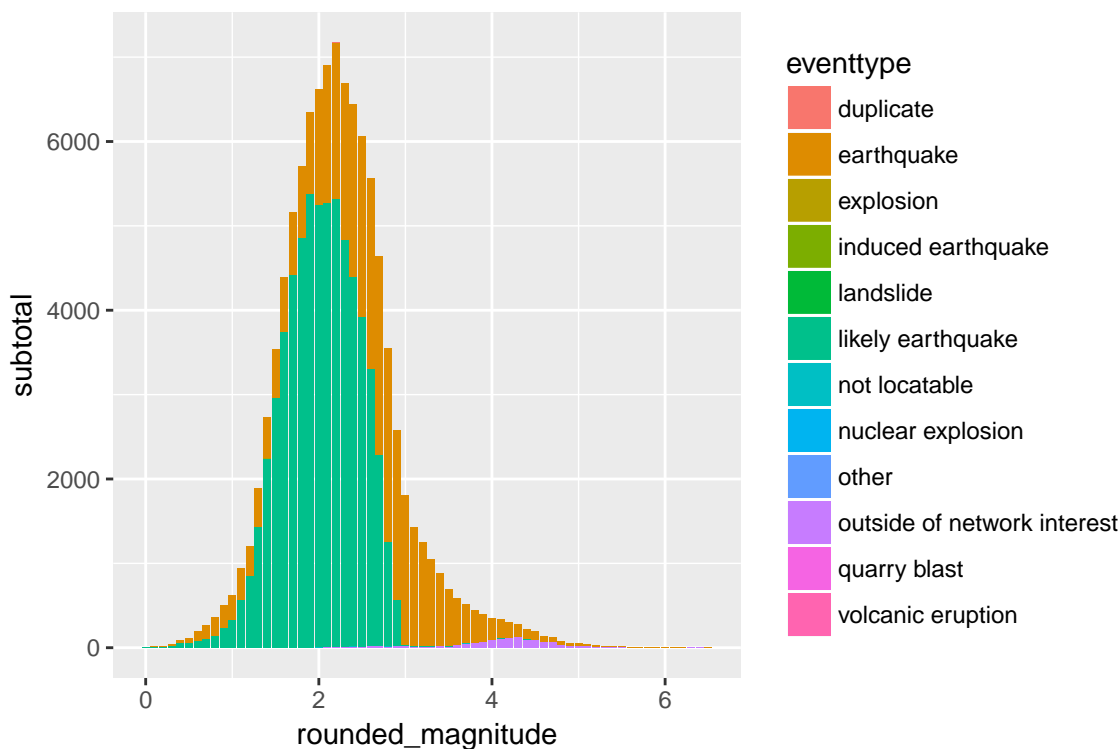 6000
4000
2000
0
subtotal
0 2 4 6
rounded_magnitude
eventtype
duplicate
earthquake
explosion
induced earthquake
landslide
likely earthquake
not locatable
nuclear explosion
other
outside of network interest
quarry blast
volcanic eruption